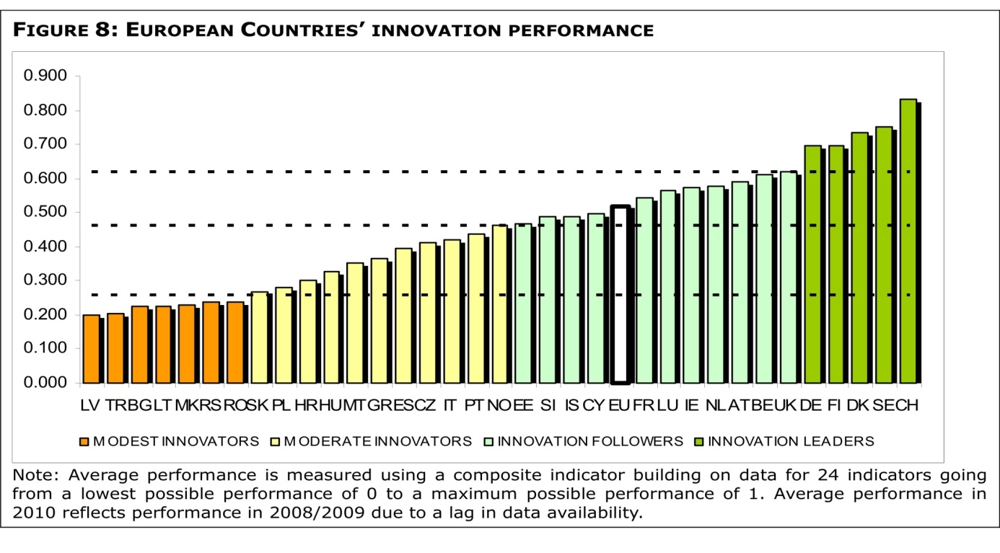 FIGURE 8: EUROPEAN COUNTRIES' INNOVATION PERFORMANCE
0.900
0.800
0.700
0.600
0.500
0.400
0.300
0.200
0.100
0.000
LV TR BG LT MK RS RO SK PL HR HU MT GR ES CZ IT PT NO EE SI IS CY EU FR LU IE NL AT BE UK DE FI DK SE CH
MODEST INNOVATORS MODERATE INNOVATORS INNOVATION FOLLOWERS INNOVATION LEADERS
Note: Average performance is measured using a composite indicator building on data for 24 indicators going
from a lowest possible performance of 0 to a maximum possible performance of 1. Average performance in
2010 reflects performance in 2008/2009 due to a lag in data availability.